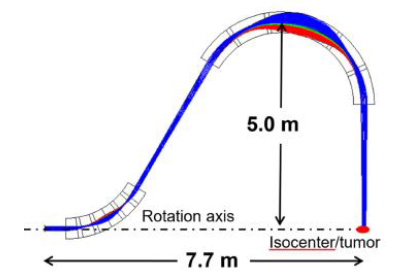 5.0 m
Rotation axis
Isocenter/tumor
7.7 m